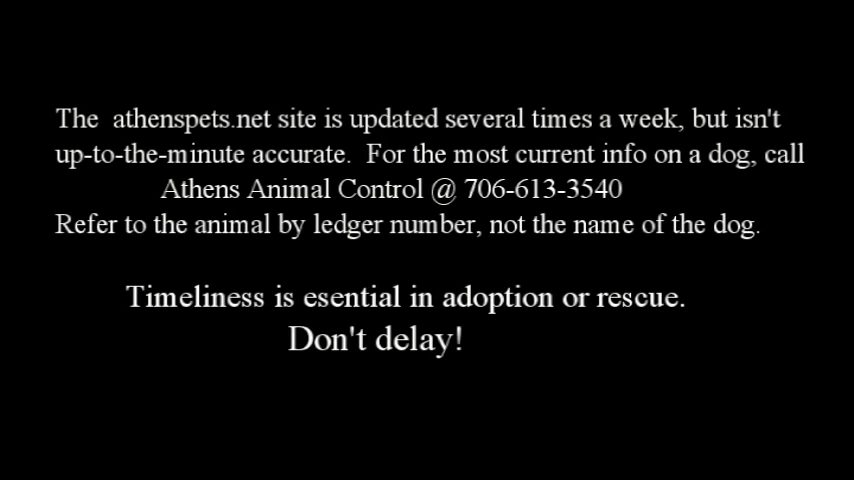 The athenspets.net site is updated several times a week, but isn't
up-to-the-minute accurate. For the most current info on a dog, call
Athens Animal Control @ 706-613-3540
Refer to the animal by ledger number, not the name of the dog.
Timeliness is esential in adoption or rescue.
Don't delay!